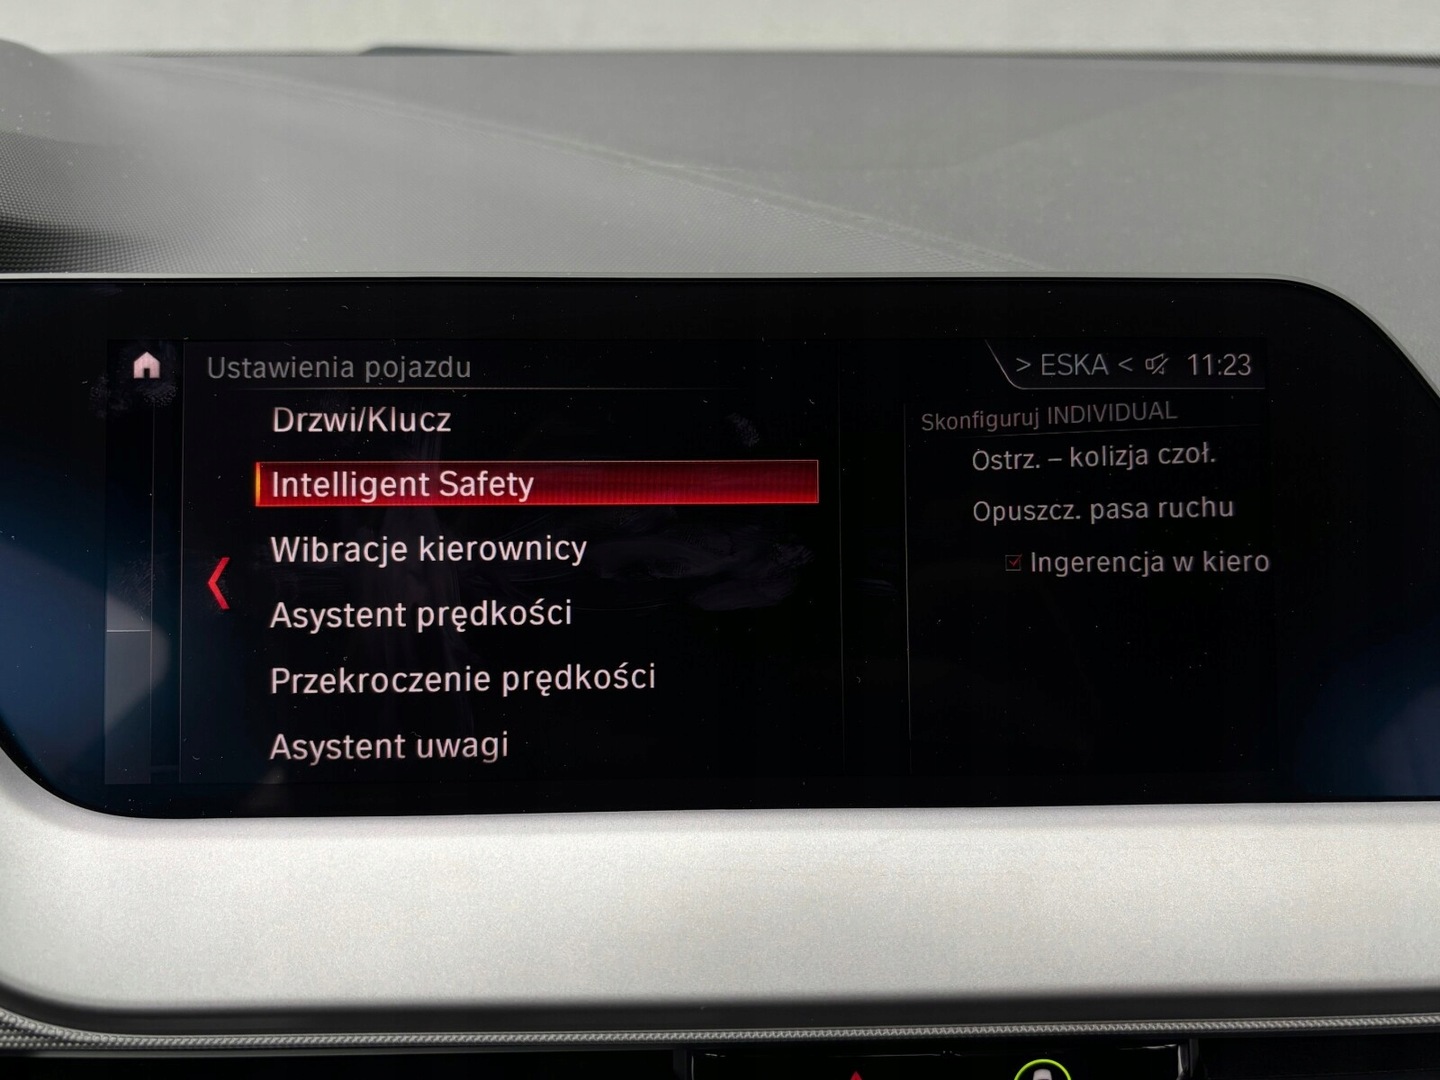 Ustawienia pojazdu
> ESKA < 11:23
Drzwi/Klucz
Intelligent Safety
Wibracje kierownicy
Asystent prędkości
Przekroczenie prędkości
Asystent uwagi
Skonfiguruj INDIVIDUAL
Ostrz. – kolizja czoł.
Opuszcz. pasa ruchu
Ingerencja w kiero